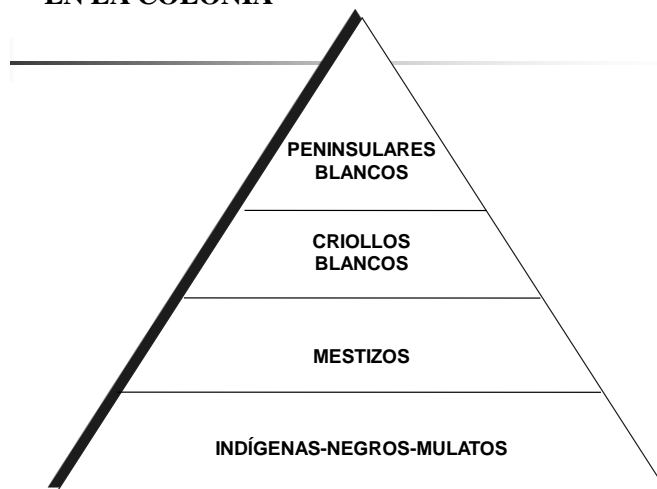 EN LA COLONIA
PENINSULARES
BLANCOS
CRIOLLOS
BLANCOS
MESTIZOS
INDÍGENAS-NEGROS-MULATOS